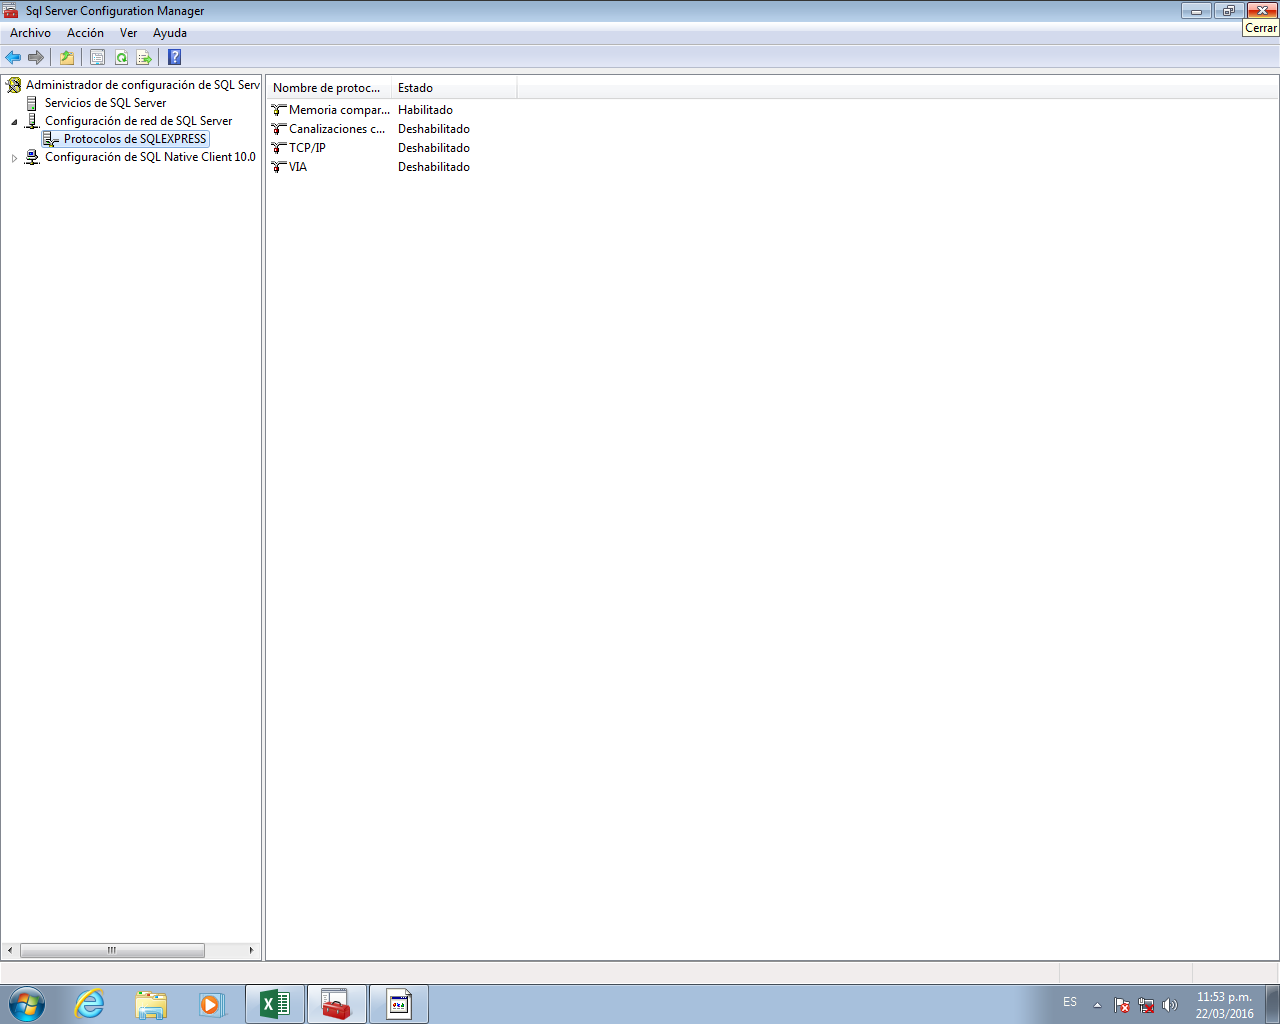 Sql Server Configuration Manager
Cerrar
Archivo Acción Ver Ayuda
Administrador de configuración de SQL Serv
Servicios de SQL Server
Configuración de red de SQL Server
Protocolos de SQLEXPRESS
Configuración de SQL Native Client 10.0
Nombre de protoc... Estado
Memoria compar... Habilitado
Canalizaciones c... Deshabilitado
TCP/IP Deshabilitado
VIA Deshabilitado
ES
11:53 p.m.
22/03/2016